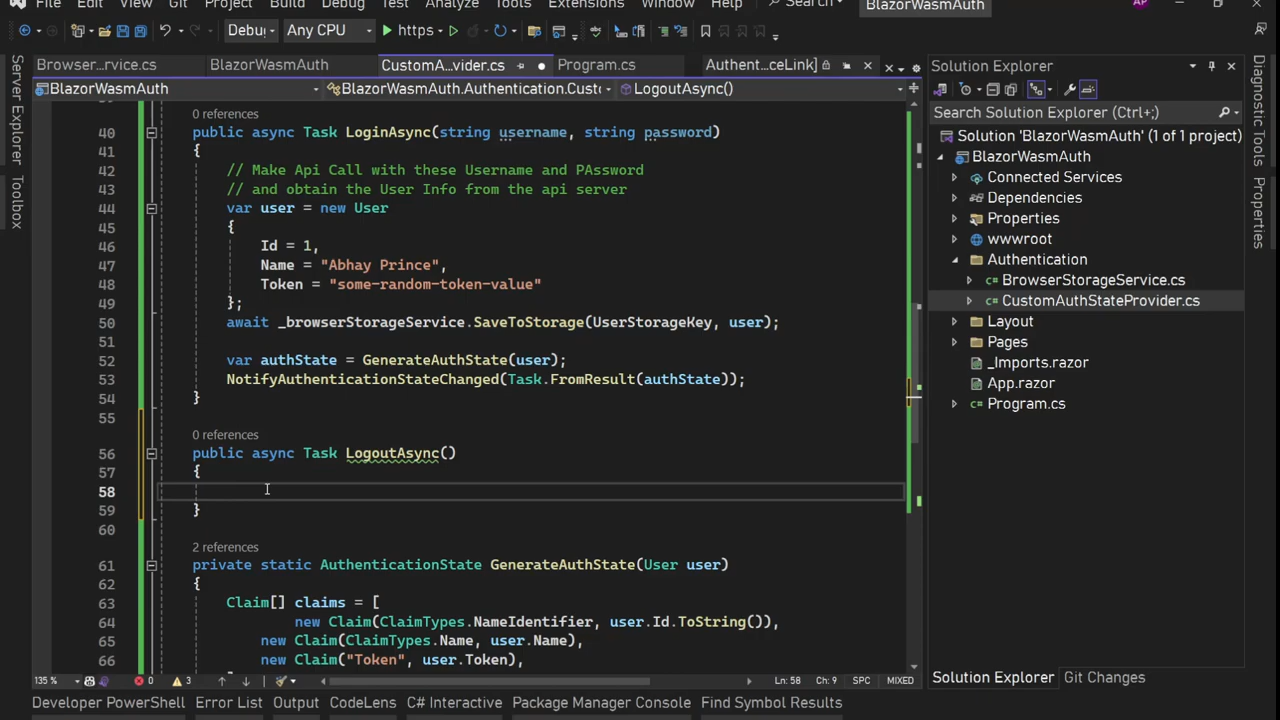 File Edit View Git Project Build Debug Test Analyze Tools Extensions Window Help Search BlazorWasmAuth AP
Debug Any CPU https
Browser...rvice.cs BlazorWasmAuth CustomA...vider.cs Program.cs Authent...ceLink]
BlazorWasmAuth BlazorWasmAuth.Authentication.Custo LogoutAsync()
0 references
40 public async Task LoginAsync(string username, string password)
41 {
42 // Make Api Call with these Username and PAssword
43 // and obtain the User Info from the api server
44 var user = new User
45 {
46 Id = 1,
47 Name = "Abhay Prince",
48 Token = "some-random-token-value"
49 };
50 await _browserStorageService.SaveToStorage(UserStorageKey, user);
51
52 var authState = GenerateAuthState(user);
53 NotifyAuthenticationStateChanged(Task.FromResult(authState));
54 }
55
0 references
56 public async Task LogoutAsync()
57 {
58
59 }
60
2 references
61 private static AuthenticationState GenerateAuthState(User user)
62 {
63 Claim[] claims = [
64 new Claim(ClaimTypes.NameIdentifier, user.Id.ToString()),
65 new Claim(ClaimTypes.Name, user.Name),
66 new Claim("Token", user.Token),
135 % 0 3 Ln: 58 Ch: 9 SPC MIXED
Developer PowerShell Error List Output CodeLens C# Interactive Package Manager Console Find Symbol Results
Server Explorer
Toolbox
Solution Explorer
Search Solution Explorer (Ctrl+;)
Solution 'BlazorWasmAuth' (1 of 1 project)
BlazorWasmAuth
Connected Services
Dependencies
Properties
wwwroot
Authentication
BrowserStorageService.cs
CustomAuthStateProvider.cs
Layout
Pages
_Imports.razor
App.razor
Program.cs
Solution Explorer Git Changes
Diagnostic Tools
Properties